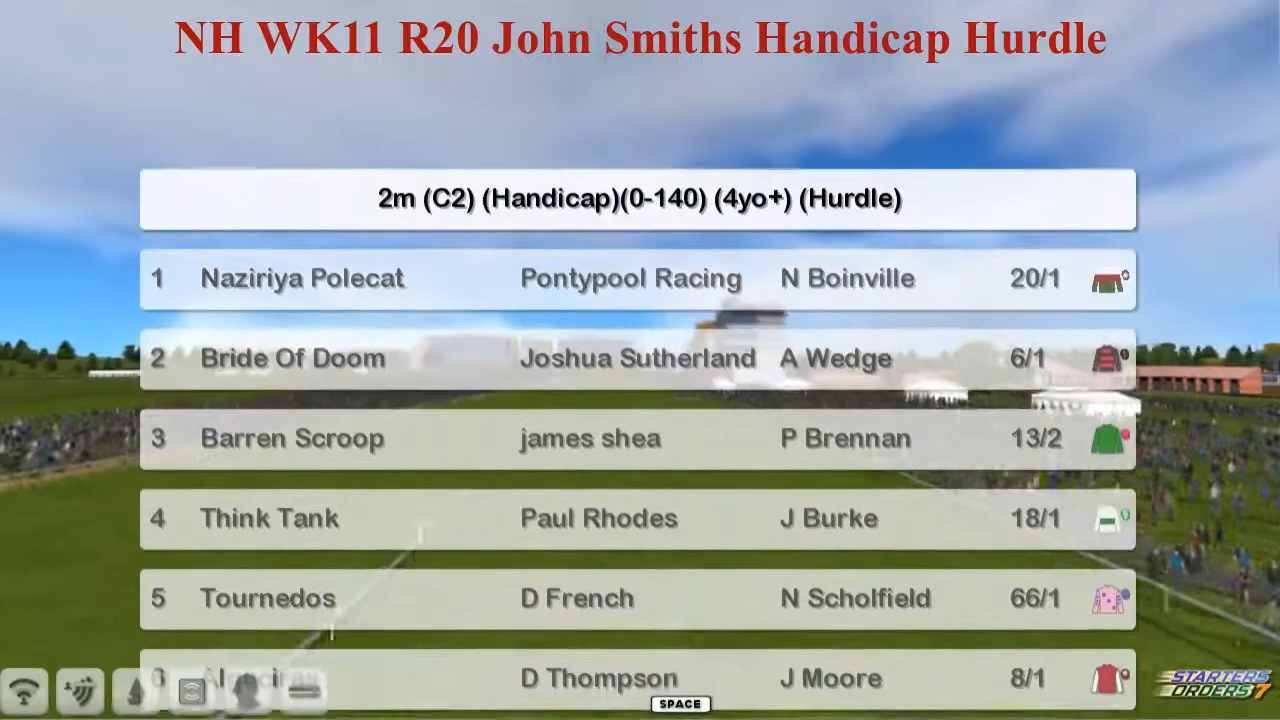 NH WK11 R20 John Smiths Handicap Hurdle
2m (C2) (Handicap)(0-140) (4yo+) (Hurdle)
1 Naziriya Polecat Pontypool Racing N Boinville 20/1
2 Bride Of Doom Joshua Sutherland A Wedge 6/1
3 Barren Scroop james shea P Brennan 13/2
4 Think Tank Paul Rhodes J Burke 18/1
5 Tournedos D French N Scholfield 66/1
6 Algeciras D Thompson J Moore 8/1
SPACE
STARTERS
ORDERS 7